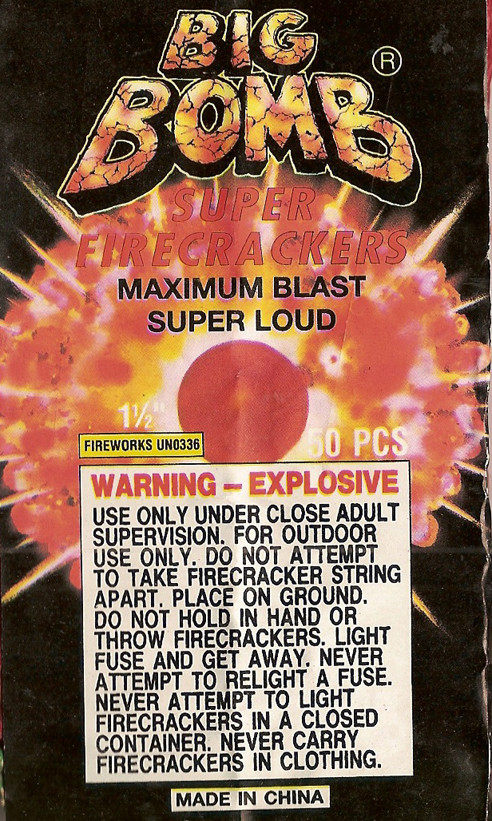 BIG
BOMB ®
SUPER
FIRECRACKERS
MAXIMUM BLAST
SUPER LOUD
1½"
50 PCS
FIREWORKS UN0336
WARNING – EXPLOSIVE
USE ONLY UNDER CLOSE ADULT
SUPERVISION. FOR OUTDOOR
USE ONLY. DO NOT ATTEMPT
TO TAKE FIRECRACKER STRING
APART. PLACE ON GROUND.
DO NOT HOLD IN HAND OR
THROW FIRECRACKERS. LIGHT
FUSE AND GET AWAY. NEVER
ATTEMPT TO RELIGHT A FUSE.
NEVER ATTEMPT TO LIGHT
FIRECRACKERS IN A CLOSED
CONTAINER. NEVER CARRY
FIRECRACKERS IN CLOTHING.
MADE IN CHINA